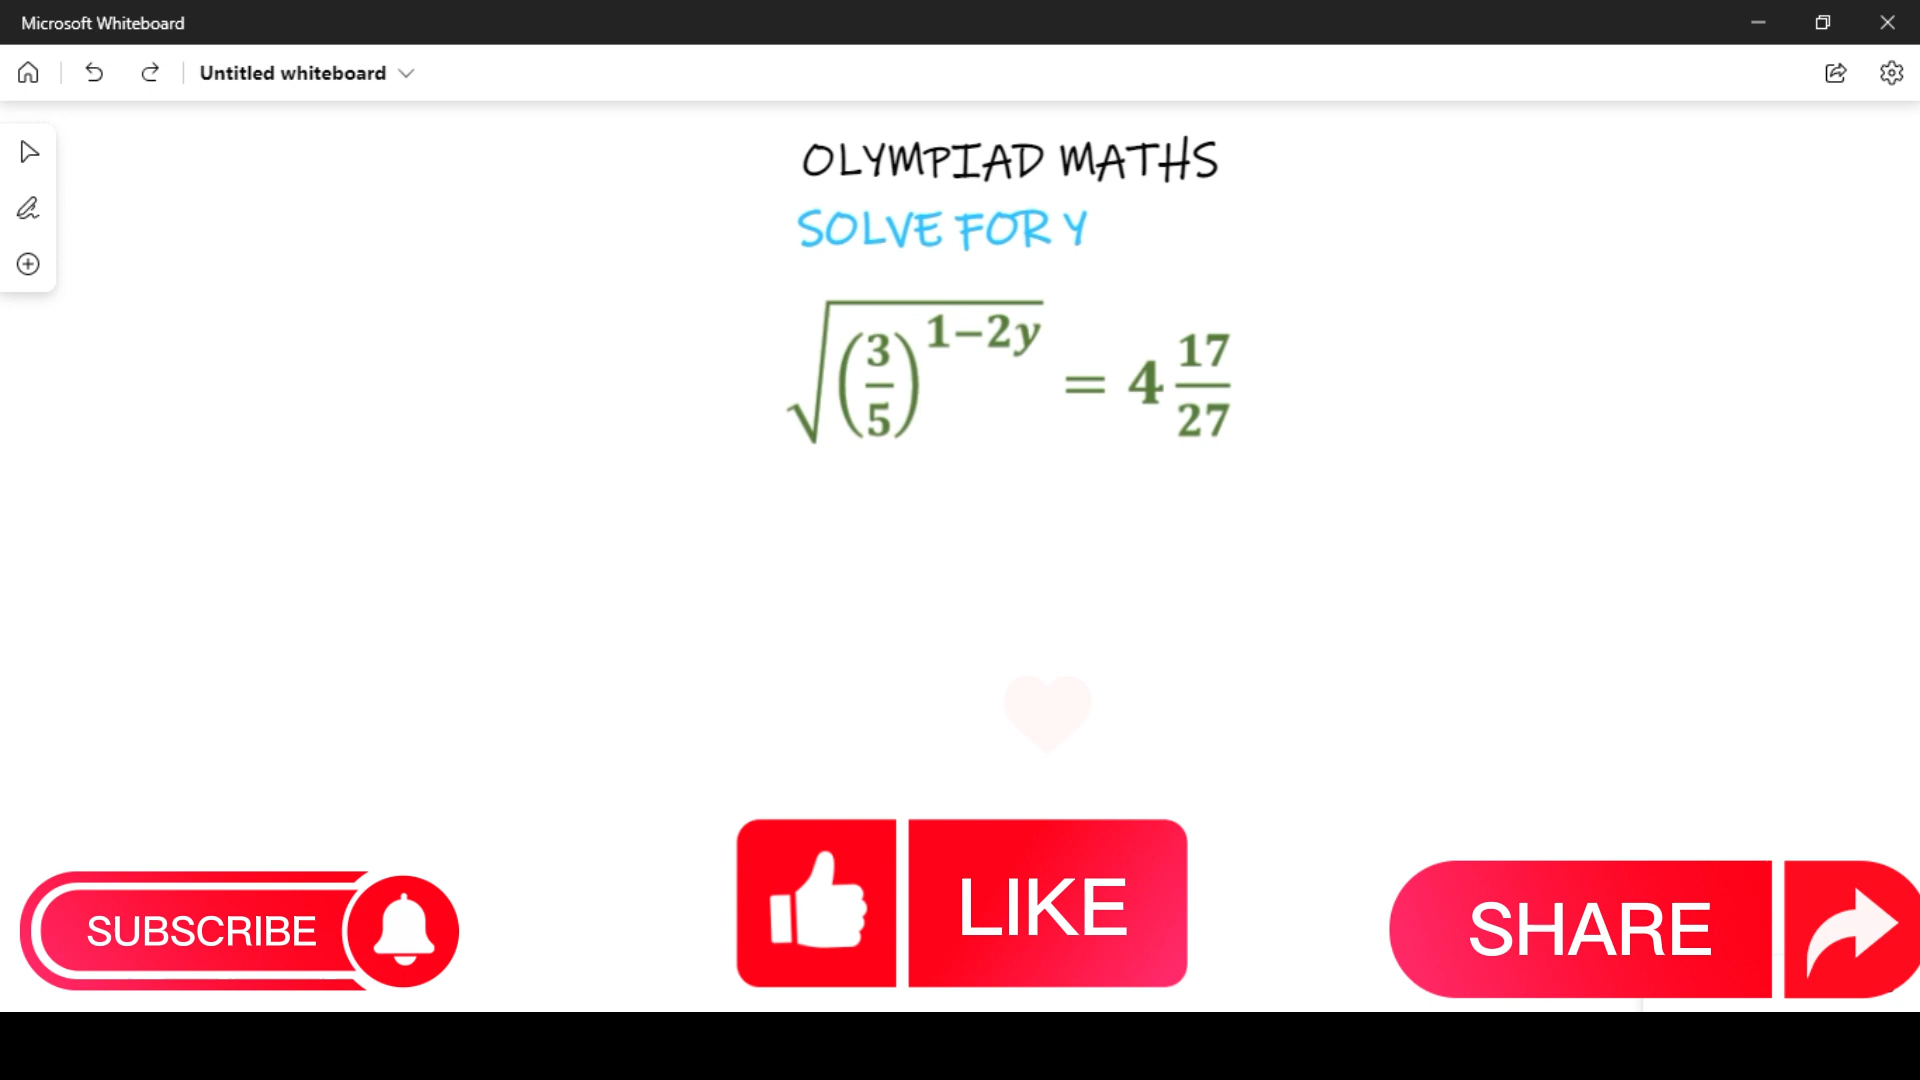 Microsoft Whiteboard
Untitled whiteboard
OLYMPIAD MATHS
SOLVE FOR Y
√(3/5)^1−2y = 4 17/27
SUBSCRIBE
LIKE
SHARE